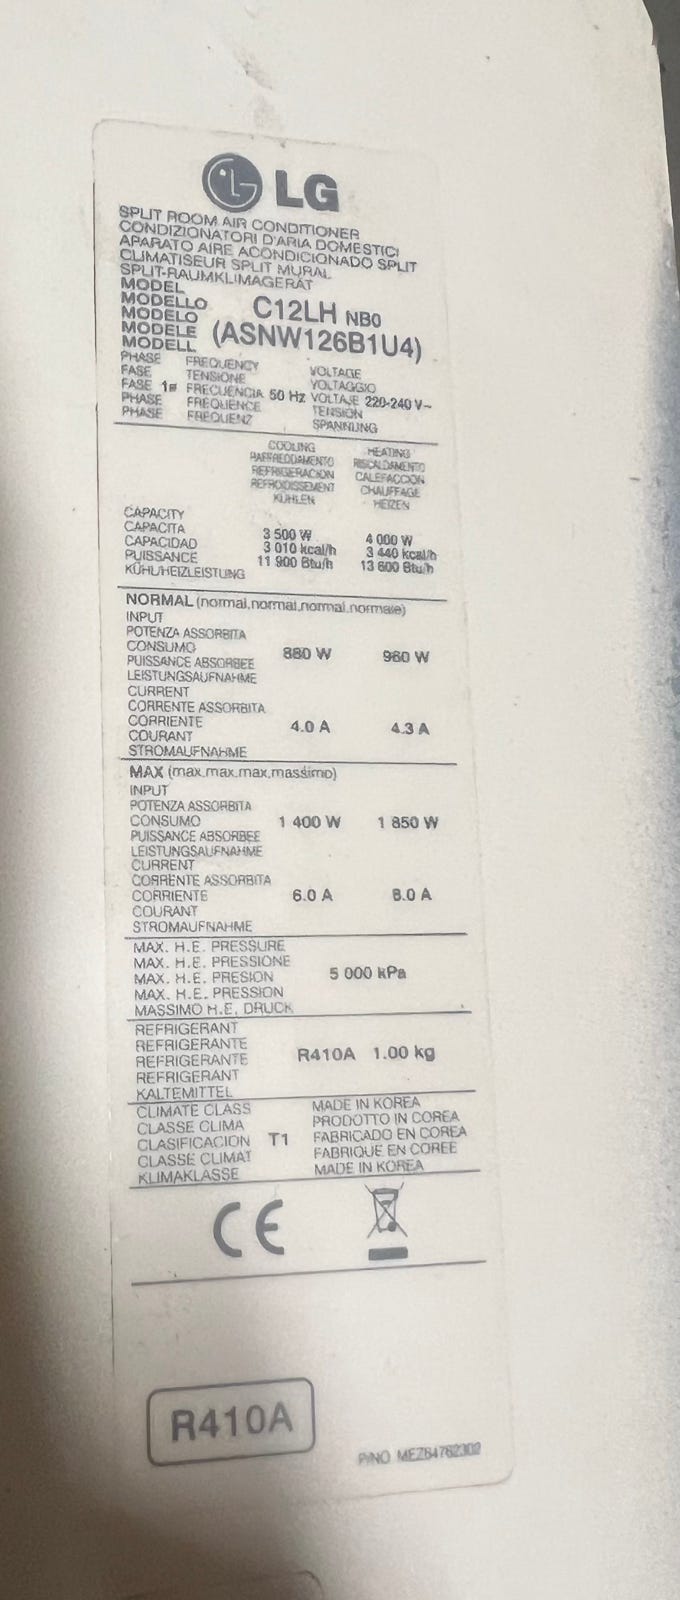 LG
SPLIT ROOM AIR CONDITIONER
CONDIZIONATORI D'ARIA DOMESTICI
APARATO AIRE ACONDICIONADO SPLIT
CLIMATISEUR SPLIT MURAL
SPLIT-RAUMKLIMAGERÄT
MODEL
MODELLO
MODELO
MODELE
MODELL
C12LH NB0
(ASNW126B1U4)
PHASE
FASE
FASE
PHASE
PHASE
1ø
FREQUENCY
TENSIONE
FRECUENCIA
FREQUENCE
FREQUENZ
50 Hz
VOLTAGE
VOLTAGGIO
VOLTAJE
TENSION
SPANNUNG
220-240 V~
COOLING
RAFFREDDAMENTO
REFRIGERACION
REFROIDISSEMENT
KÜHLEN
HEATING
RISCALDAMENTO
CALEFACCION
CHAUFFAGE
HEIZEN
CAPACITY
CAPACITA
CAPACIDAD
PUISSANCE
KÜHL/HEIZLEISTUNG
3 500 W
3 010 kcal/h
11 900 Btu/h
4 000 W
3 440 kcal/h
13 600 Btu/h
NORMAL (normal,normal,normal,normale)
INPUT
POTENZA ASSORBITA
CONSUMO
PUISSANCE ABSORBEE
LEISTUNGSAUFNAHME
880 W 960 W
CURRENT
CORRENTE ASSORBITA
CORRIENTE
COURANT
STROMAUFNAHME
4.0 A 4.3 A
MAX (max,max,max,massimo)
INPUT
POTENZA ASSORBITA
CONSUMO
PUISSANCE ABSORBEE
LEISTUNGSAUFNAHME
1 400 W 1 850 W
CURRENT
CORRENTE ASSORBITA
CORRIENTE
COURANT
STROMAUFNAHME
6.0 A 8.0 A
MAX. H.E. PRESSURE
MAX. H.E. PRESSIONE
MAX. H.E. PRESION
MAX. H.E. PRESSION
MASSIMO H.E. DRUCK
5 000 kPa
REFRIGERANT
REFRIGERANTE
REFRIGERANTE
REFRIGERANT
KALTEMITTEL
R410A 1.00 kg
CLIMATE CLASS
CLASSE CLIMA
CLASIFICACION
CLASSE CLIMAT
KLIMAKLASSE
T1
MADE IN KOREA
PRODOTTO IN COREA
FABRICADO EN COREA
FABRIQUE EN COREE
MADE IN KOREA
CE
R410A
P/NO MEZ64762302